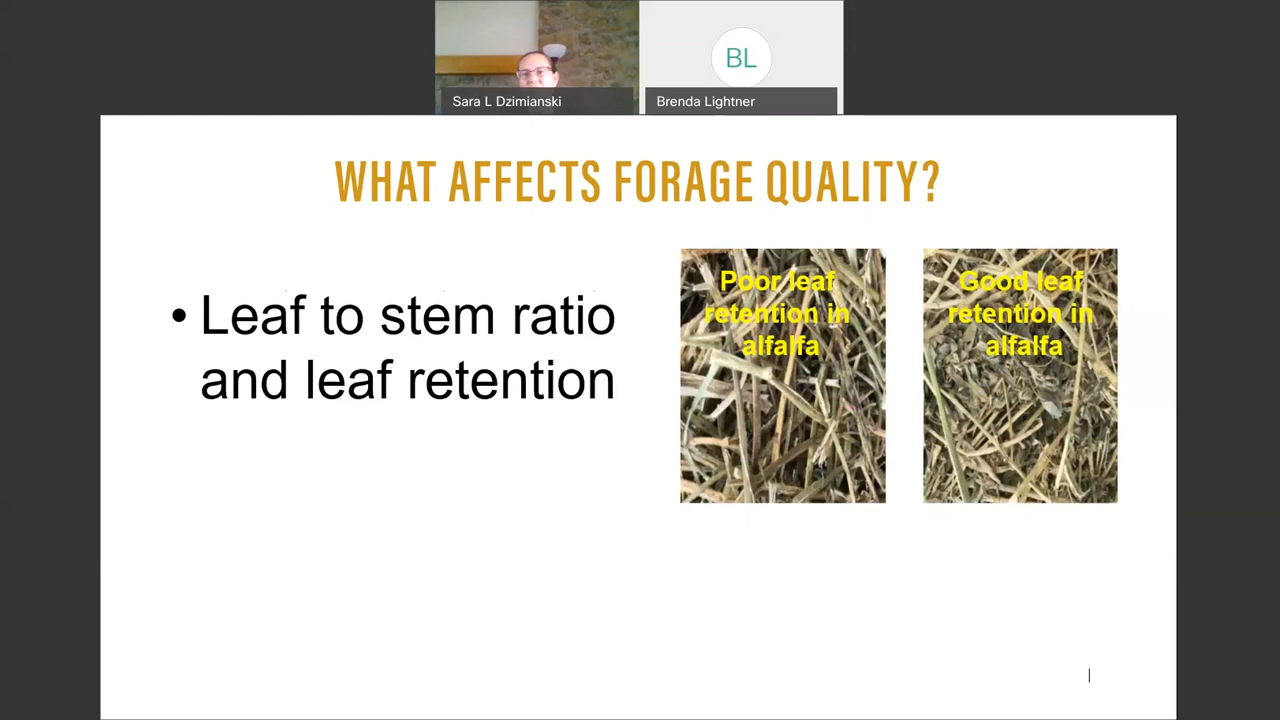 BL
Sara L Dzimianski
Brenda Lightner
WHAT AFFECTS FORAGE QUALITY?
• Leaf to stem ratio
and leaf retention
Poor leaf
retention in
alfalfa
Good leaf
retention in
alfalfa